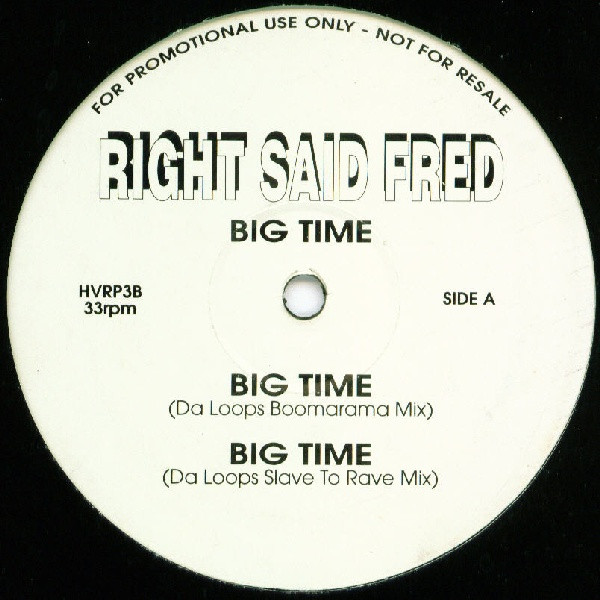 FOR PROMOTIONAL USE ONLY - NOT FOR RESALE
RIGHT SAID FRED
BIG TIME
HVRP3B
33rpm
SIDE A
BIG TIME
(Da Loops Boomarama Mix)
BIG TIME
(Da Loops Slave To Rave Mix)